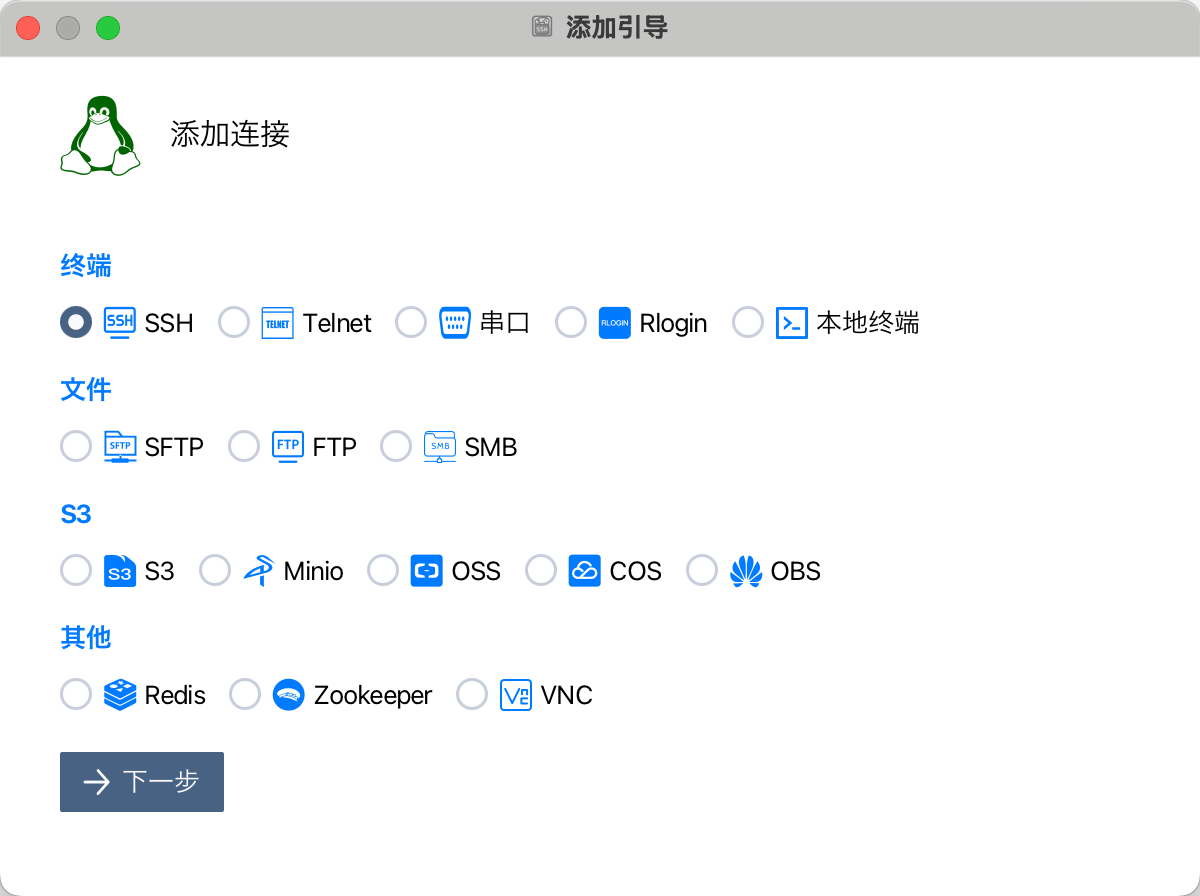 添加引导
添加连接
终端
SSH SSH TELNET Telnet 串口 RLOGIN Rlogin 本地终端
文件
SFTP SFTP FTP FTP SMB SMB
S3
S3 S3 Minio OSS COS OBS
其他
Redis Zookeeper VNC VNC
下一步